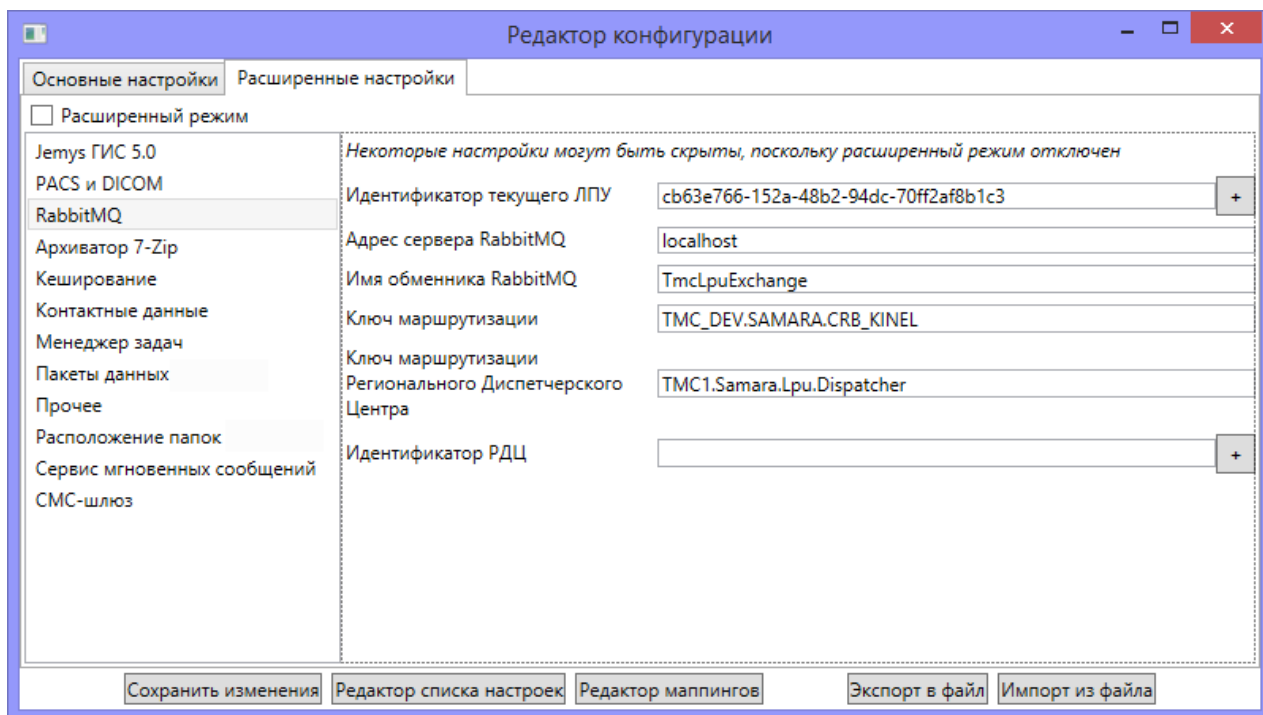 Редактор конфигурации
Основные настройки
Расширенные настройки
Расширенный режим
Jemys ГИС 5.0
PACS и DICOM
RabbitMQ
Архиватор 7-Zip
Кеширование
Контактные данные
Менеджер задач
Пакеты данных
Прочее
Расположение папок
Сервис мгновенных сообщений
СМС-шлюз
Некоторые настройки могут быть скрыты, поскольку расширенный режим отключен
Идентификатор текущего ЛПУ
cb63e766-152a-48b2-94dc-70ff2af8b1c3
+
Адрес сервера RabbitMQ
localhost
Имя обменника RabbitMQ
TmcLpuExchange
Ключ маршрутизации
TMC_DEV.SAMARA.CRB_KINEL
Ключ маршрутизации
Регионального Диспетчерского
Центра
TMC1.Samara.Lpu.Dispatcher
Идентификатор РДЦ
+
Сохранить изменения
Редактор списка настроек
Редактор маппингов
Экспорт в файл
Импорт из файла